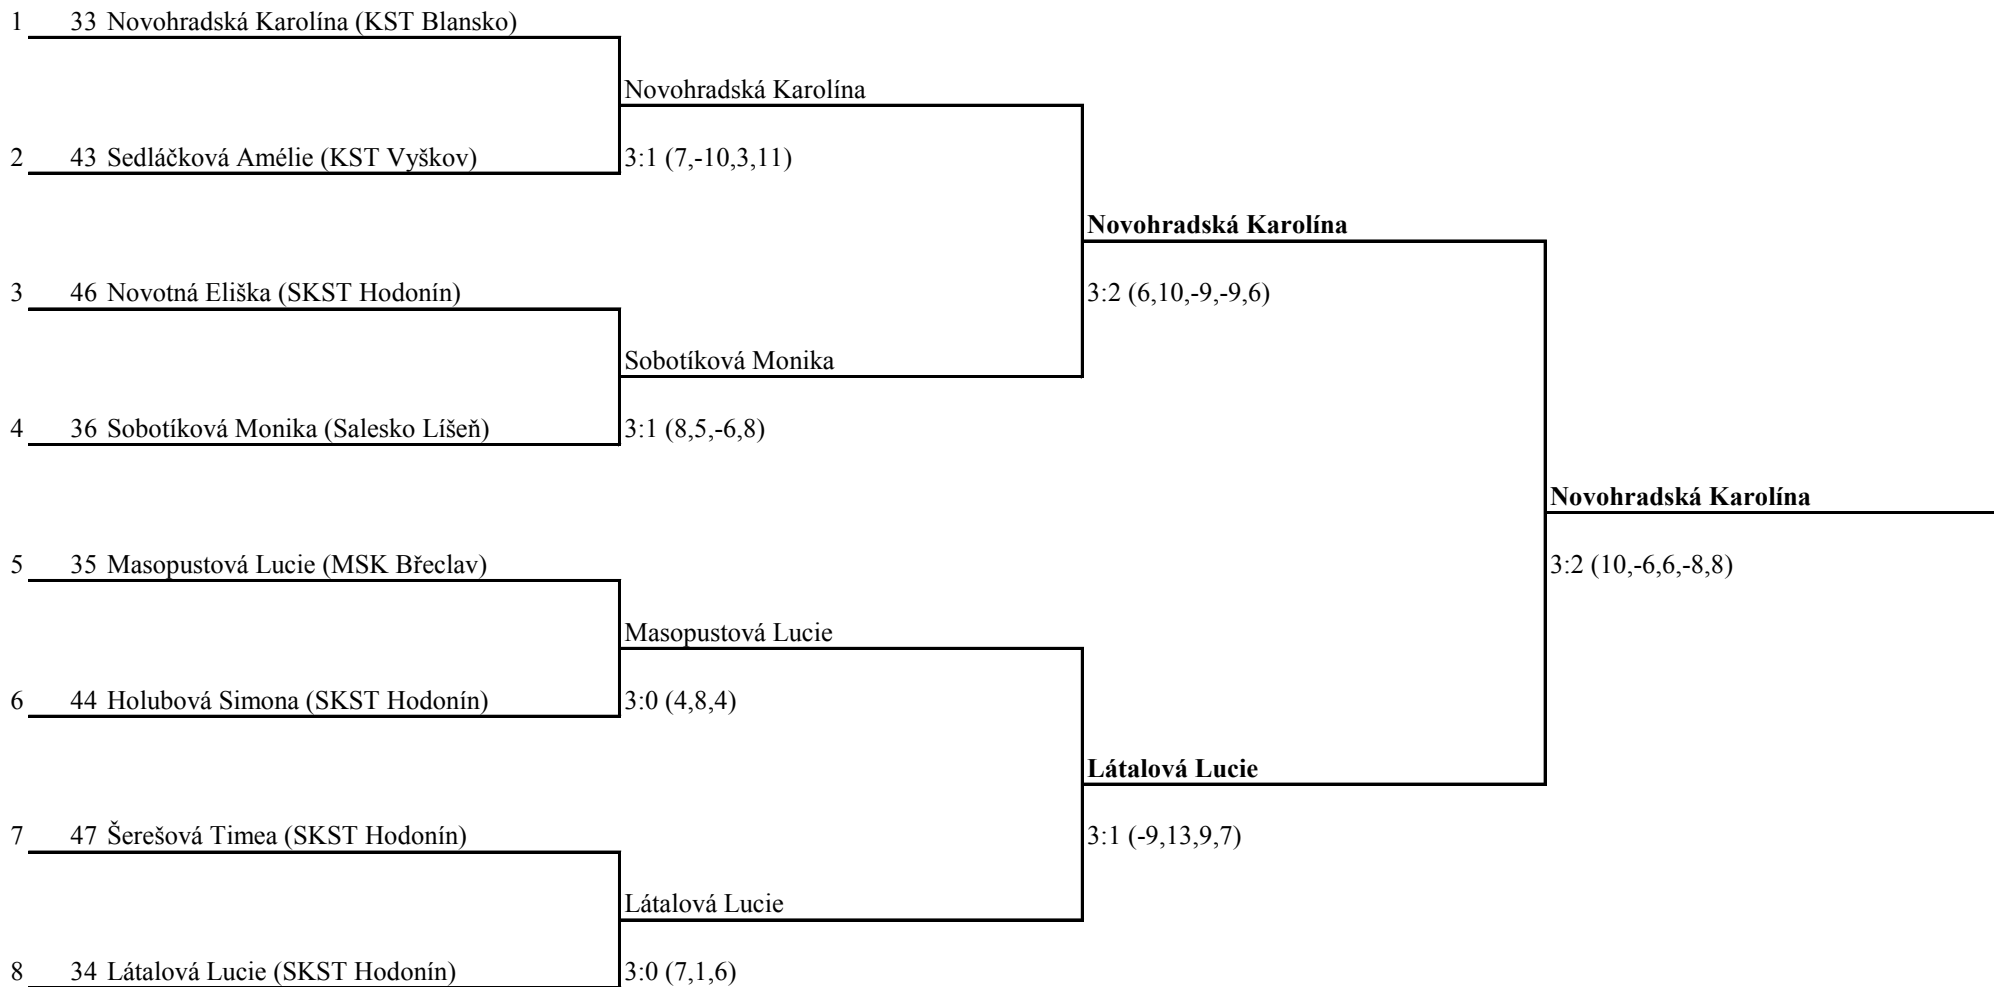 1 33 Novohradská Karolína (KST Blansko)
Novohradská Karolína
2 43 Sedláčková Amélie (KST Vyškov) 3:1 (7,-10,3,11)
Novohradská Karolína
3 46 Novotná Eliška (SKST Hodonín) 3:2 (6,10,-9,-9,6)
Sobotíková Monika
4 36 Sobotíková Monika (Salesko Líšeň) 3:1 (8,5,-6,8)
Novohradská Karolína
5 35 Masopustová Lucie (MSK Břeclav) 3:2 (10,-6,6,-8,8)
Masopustová Lucie
6 44 Holubová Simona (SKST Hodonín) 3:0 (4,8,4)
Látalová Lucie
7 47 Šerešová Timea (SKST Hodonín) 3:1 (-9,13,9,7)
Látalová Lucie
8 34 Látalová Lucie (SKST Hodonín) 3:0 (7,1,6)